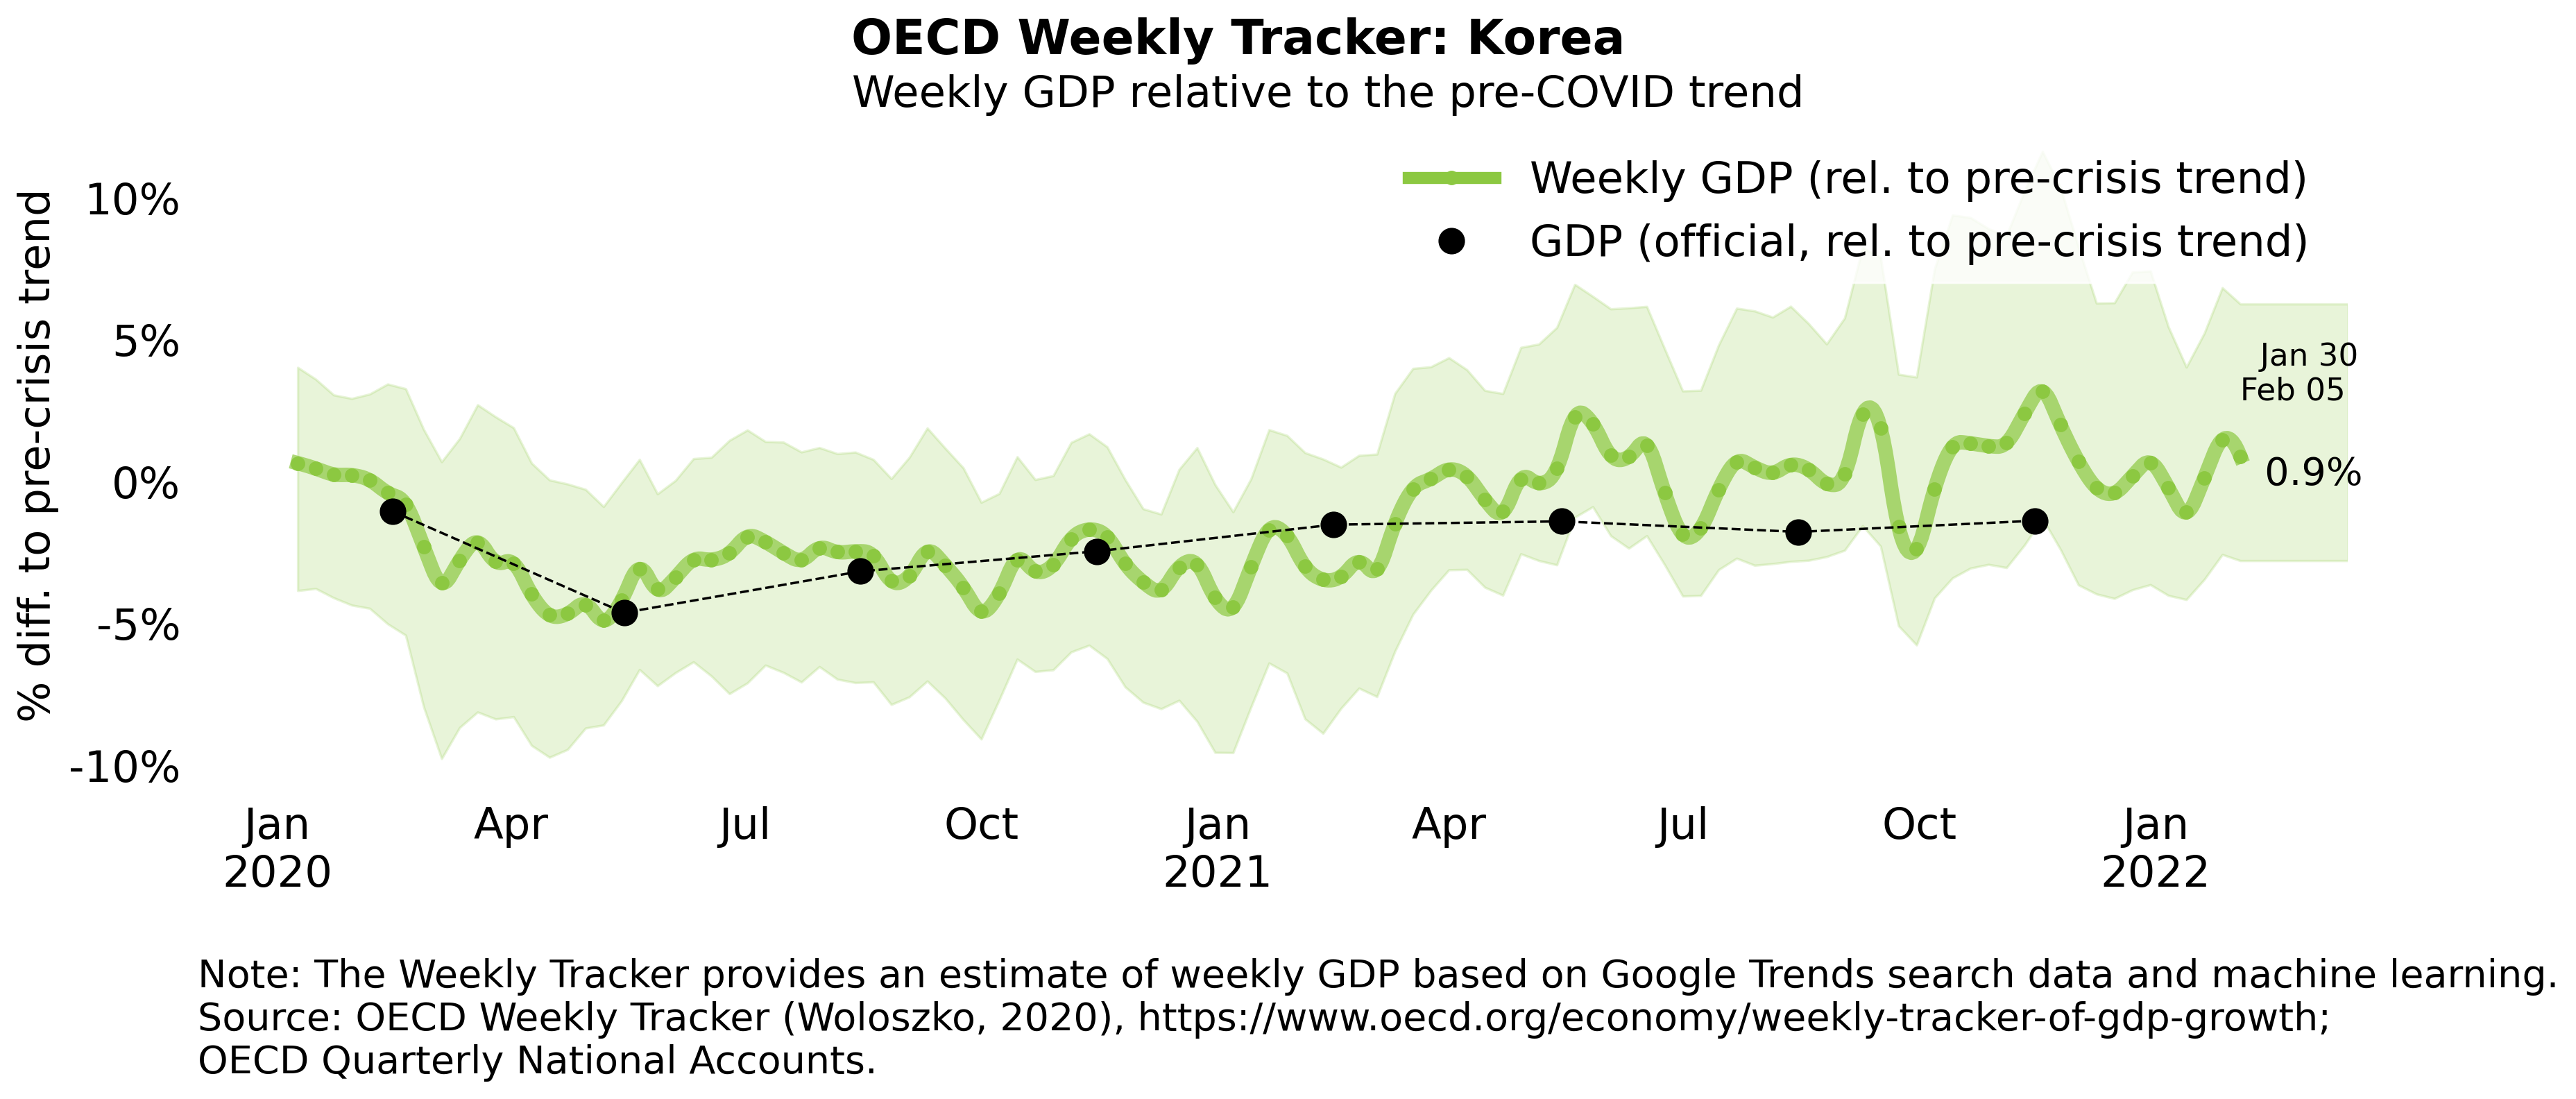 OECD Weekly Tracker: Korea
Weekly GDP relative to the pre-COVID trend
Weekly GDP (rel. to pre-crisis trend)
GDP (official, rel. to pre-crisis trend)
% diff. to pre-crisis trend
10%
5%
0%
-5%
-10%
Jan 30
Feb 05
0.9%
Jan Apr Jul Oct Jan Apr Jul Oct Jan
2020 2021 2022
Note: The Weekly Tracker provides an estimate of weekly GDP based on Google Trends search data and machine learning.
Source: OECD Weekly Tracker (Woloszko, 2020), https://www.oecd.org/economy/weekly-tracker-of-gdp-growth;
OECD Quarterly National Accounts.